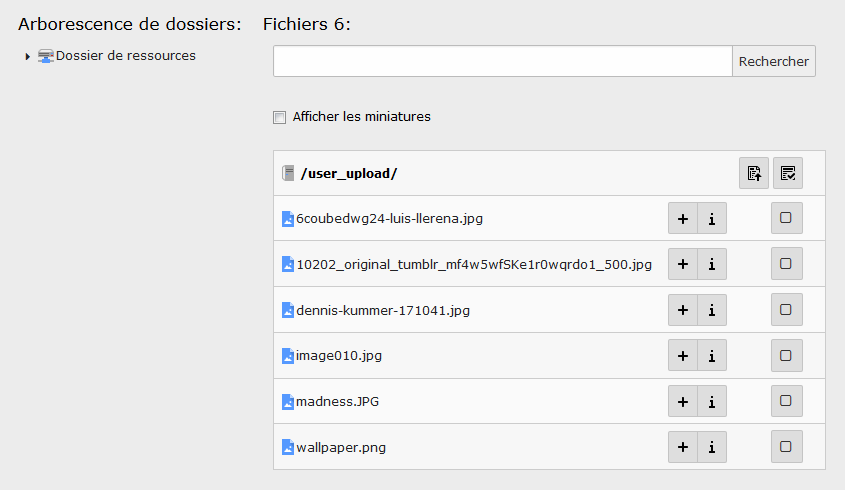 Arborescence de dossiers:
Fichiers 6:
Dossier de ressources
Rechercher
Afficher les miniatures
/user_upload/
6coubedwg24-luis-llerena.jpg
10202_original_tumblr_mf4w5wfSKe1r0wqrdo1_500.jpg
dennis-kummer-171041.jpg
image010.jpg
madness.JPG
wallpaper.png